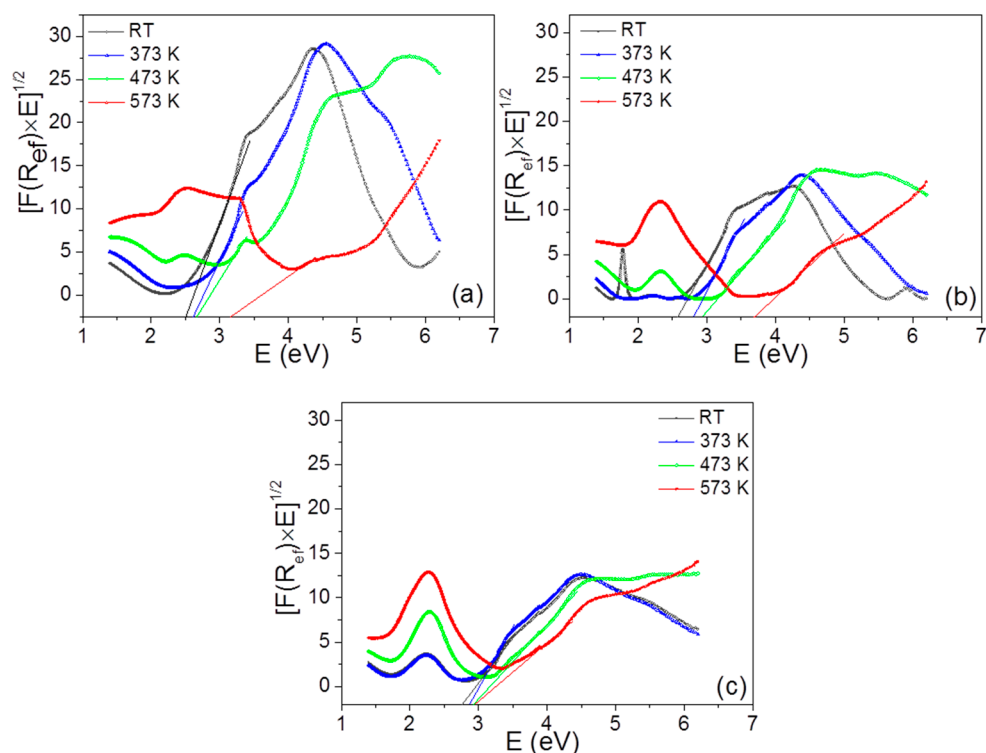 [F(Ref)×E]1/2
30
25
20
15
10
5
0
RT
373 K
473 K
573 K
(a)
1 2 3 4 5 6 7
E (eV)
[F(Ref)×E]1/2
30
25
20
15
10
5
0
RT
373 K
473 K
573 K
(b)
1 2 3 4 5 6 7
E (eV)
[F(Ref)×E]1/2
30
25
20
15
10
5
0
RT
373 K
473 K
573 K
(c)
1 2 3 4 5 6 7
E (eV)